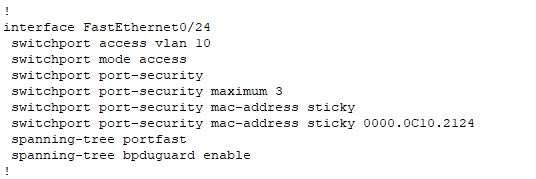 !
interface FastEthernet0/24
switchport access vlan 10
switchport mode access
switchport port-security
switchport port-security maximum 3
switchport port-security mac-address sticky
switchport port-security mac-address sticky 0000.0C10.2124
spanning-tree portfast
spanning-tree bpduguard enable
!